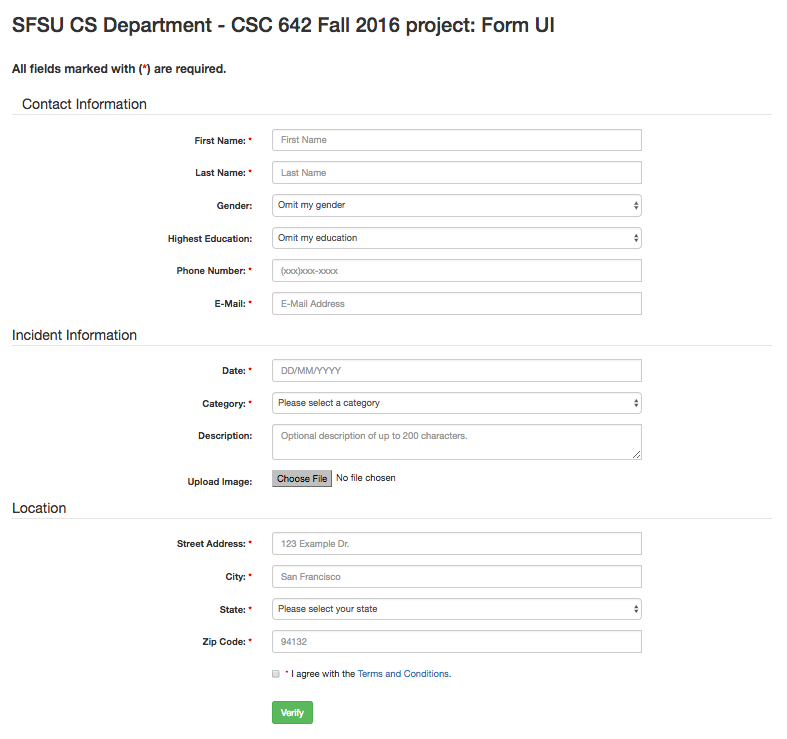 SFSU CS Department - CSC 642 Fall 2016 project: Form UI
All fields marked with (*) are required.
Contact Information
First Name: * First Name
Last Name: * Last Name
Gender: Omit my gender
Highest Education: Omit my education
Phone Number: * (xxx)xxx-xxxx
E-Mail: * E-Mail Address
Incident Information
Date: * DD/MM/YYYY
Category: * Please select a category
Description: Optional description of up to 200 characters.
Upload Image: Choose File No file chosen
Location
Street Address: * 123 Example Dr.
City: * San Francisco
State: * Please select your state
Zip Code: * 94132
* I agree with the Terms and Conditions.
Verify